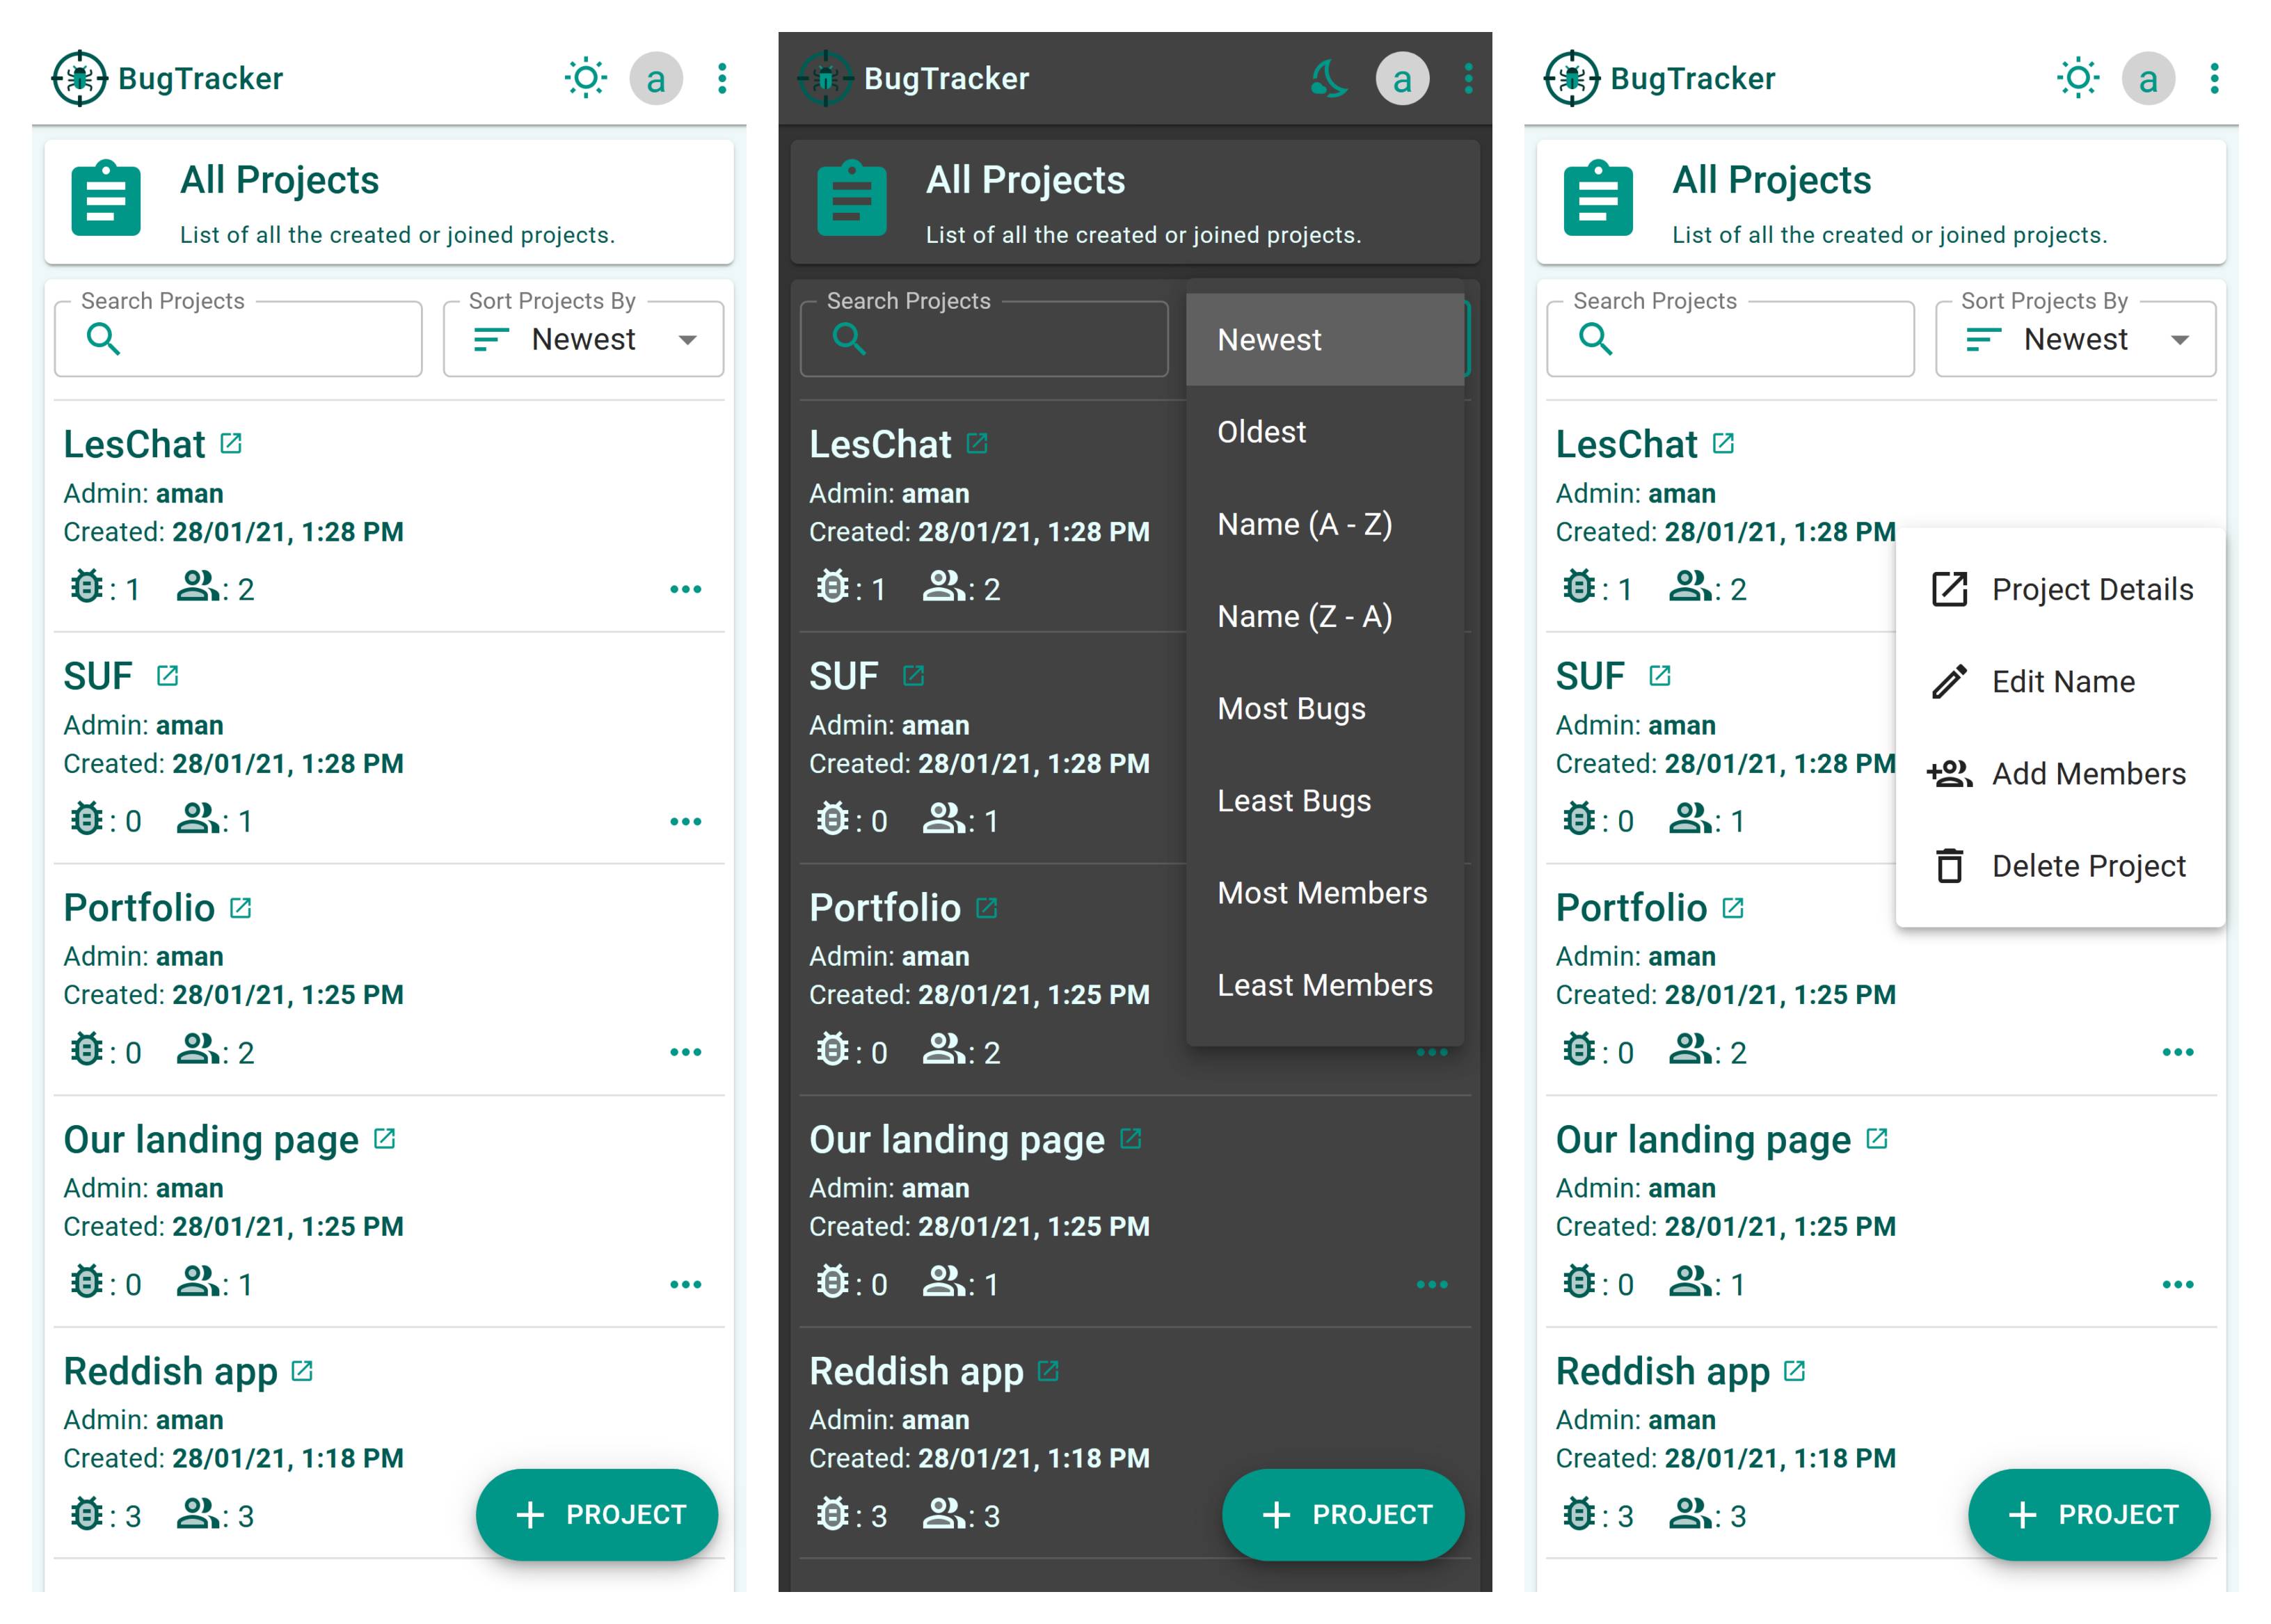 BugTracker
a
All Projects
List of all the created or joined projects.
Search Projects
Sort Projects By
Newest
LesChat
Admin: aman
Created: 28/01/21, 1:28 PM
: 1 : 2
SUF
Admin: aman
Created: 28/01/21, 1:28 PM
: 0 : 1
Portfolio
Admin: aman
Created: 28/01/21, 1:25 PM
: 0 : 2
Our landing page
Admin: aman
Created: 28/01/21, 1:25 PM
: 0 : 1
Reddish app
Admin: aman
Created: 28/01/21, 1:18 PM
: 3 : 3
+ PROJECT
BugTracker
a
All Projects
List of all the created or joined projects.
Search Projects
Newest
Oldest
Name (A - Z)
Name (Z - A)
Most Bugs
Least Bugs
Most Members
Least Members
LesChat
Admin: aman
Created: 28/01/21, 1:28 PM
: 1 : 2
SUF
Admin: aman
Created: 28/01/21, 1:28 PM
: 0 : 1
Portfolio
Admin: aman
Created: 28/01/21, 1:25 PM
: 0 : 2
Our landing page
Admin: aman
Created: 28/01/21, 1:25 PM
: 0 : 1
Reddish app
Admin: aman
Created: 28/01/21, 1:18 PM
: 3 : 3
+ PROJECT
BugTracker
a
All Projects
List of all the created or joined projects.
Search Projects
Sort Projects By
Newest
LesChat
Admin: aman
Created: 28/01/21, 1:28 PM
: 1 : 2
Project Details
Edit Name
Add Members
Delete Project
SUF
Admin: aman
Created: 28/01/21, 1:28 PM
: 0 : 1
Portfolio
Admin: aman
Created: 28/01/21, 1:25 PM
: 0 : 2
Our landing page
Admin: aman
Created: 28/01/21, 1:25 PM
: 0 : 1
Reddish app
Admin: aman
Created: 28/01/21, 1:18 PM
: 3 : 3
+ PROJECT